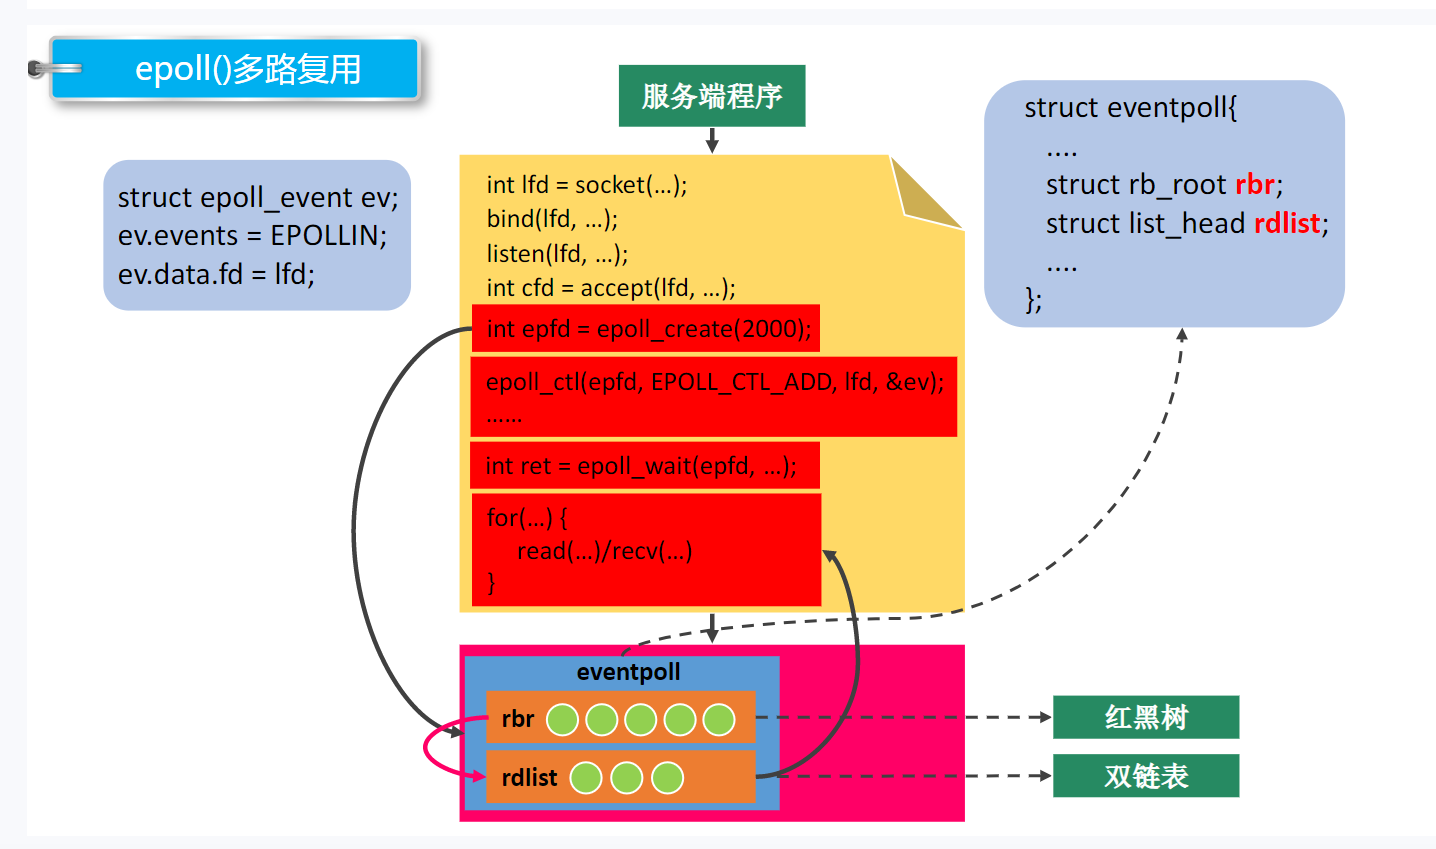 epoll()多路复用
服务端程序
struct epoll_event ev;
ev.events = EPOLLIN;
ev.data.fd = lfd;
int lfd = socket(...);
bind(lfd, ...);
listen(lfd, ...);
int cfd = accept(lfd, ...);
int epfd = epoll_create(2000);
epoll_ctl(epfd, EPOLL_CTL_ADD, lfd, &ev);
......
int ret = epoll_wait(epfd, ...);
for(...) {
read(...)/recv(...)
}
struct eventpoll{
....
struct rb_root rbr;
struct list_head rdlist;
....
};
eventpoll
rbr
rdlist
红黑树
双链表